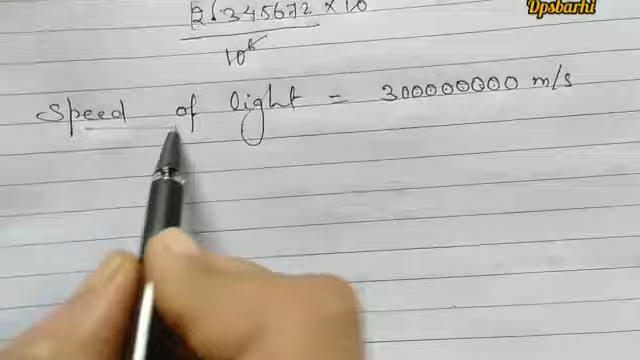 Dpsbarhi
2.345672 × 10
10⁶
Speed of light = 300000000 m/s